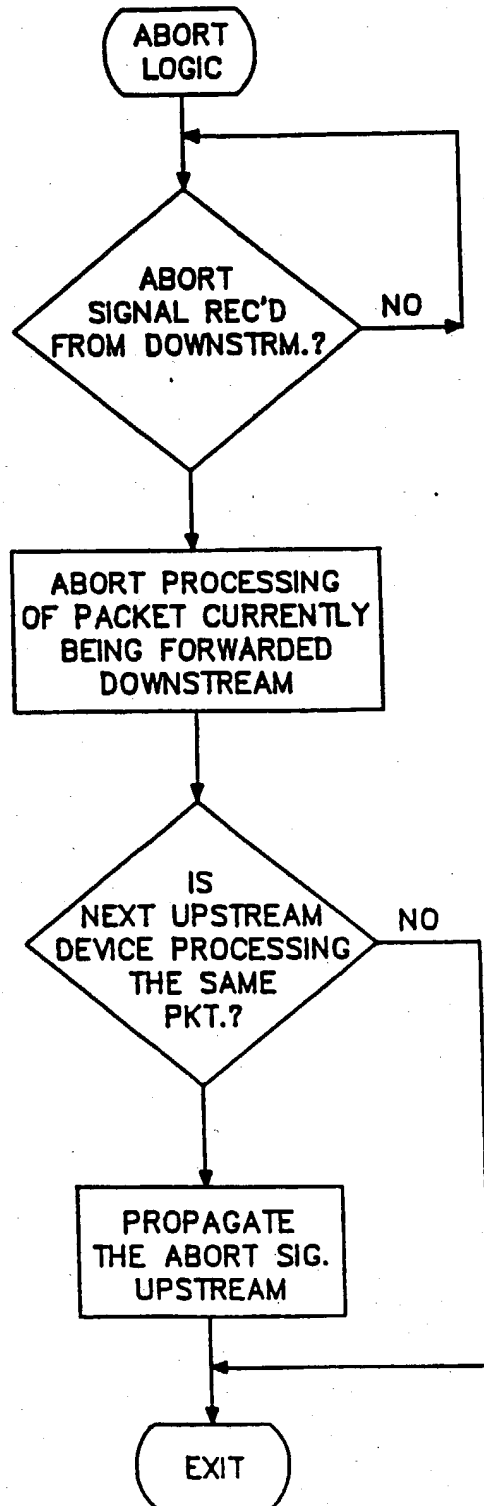 ABORT
LOGIC
ABORT
SIGNAL REC'D
FROM DOWNSTRM.?
NO
ABORT PROCESSING
OF PACKET CURRENTLY
BEING FORWARDED
DOWNSTREAM
IS
NEXT UPSTREAM
DEVICE PROCESSING
THE SAME
PKT.?
NO
PROPAGATE
THE ABORT SIG.
UPSTREAM
EXIT